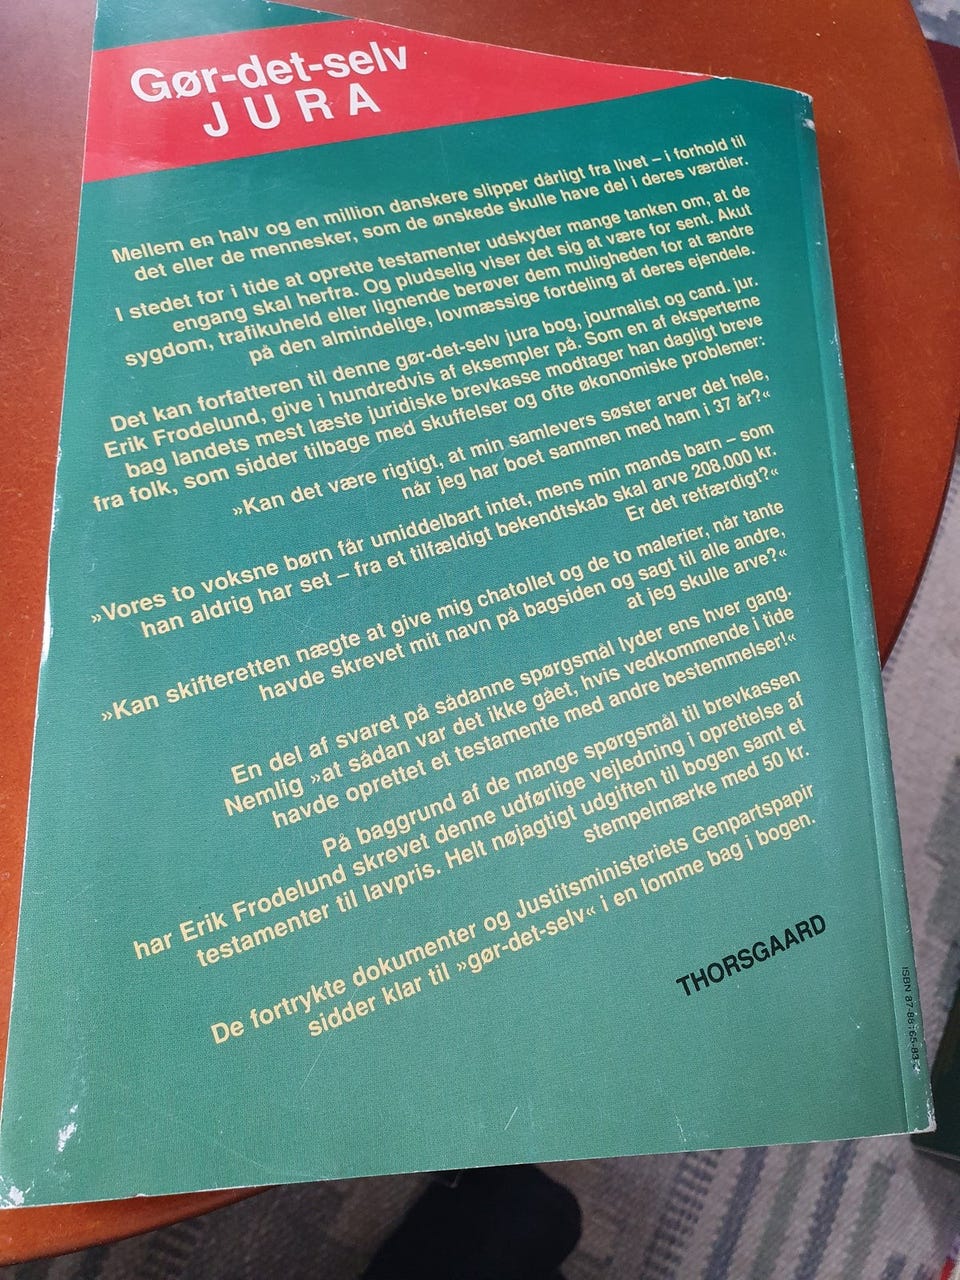 Gør-det-selv
JURA
Mellem en halv og en million danskere slipper dårligt fra livet – i forhold til
det eller de mennesker, som de ønskede skulle have del i deres værdier.
I stedet for i tide at oprette testamenter udskyder mange tanken om, at de
engang skal herfra. Og pludselig viser det sig at være for sent. Akut
sygdom, trafikuheld eller lignende berøver dem muligheden for at ændre
på den almindelige, lovmæssige fordeling af deres ejendele.
Det kan forfatteren til denne gør-det-selv jura bog, journalist og cand. jur.
Erik Frodelund, give i hundredvis af eksempler på. Som en af eksperterne
bag landets mest læste juridiske brevkasse modtager han dagligt breve
fra folk, som sidder tilbage med skuffelser og ofte økonomiske problemer:
»Kan det være rigtigt, at min samlevers søster arver det hele,
når jeg har boet sammen med ham i 37 år?«
»Vores to voksne børn får umiddelbart intet, mens min mands barn – som
han aldrig har set – fra et tilfældigt bekendtskab skal arve 208.000 kr.
Er det retfærdigt?«
»Kan skifteretten nægte at give mig chatollet og de to malerier, når tante
havde skrevet mit navn på bagsiden og sagt til alle andre,
at jeg skulle arve?«
En del af svaret på sådanne spørgsmål lyder ens hver gang.
Nemlig »at sådan var det ikke gået, hvis vedkommende i tide
havde oprettet et testamente med andre bestemmelser!«
På baggrund af de mange spørgsmål til brevkassen
har Erik Frodelund skrevet denne udførlige vejledning i oprettelse af
testamenter til lavpris. Helt nøjagtigt udgiften til bogen samt et
stempelmærke med 50 kr.
De fortrykte dokumenter og Justitsministeriets Genpartspapir
sidder klar til »gør-det-selv« i en lomme bag i bogen.
THORSGAARD
ISBN